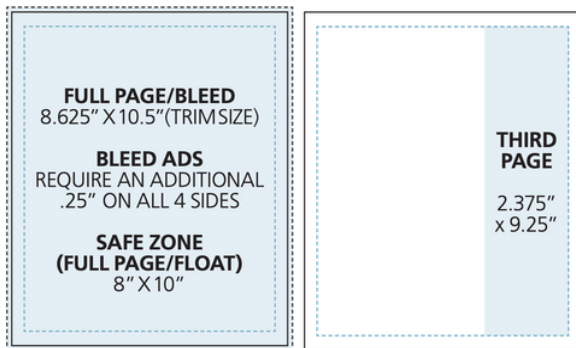 FULL PAGE/BLEED
8.625” X 10.5”(TRIM SIZE)
BLEED ADS
REQUIRE AN ADDITIONAL
.25” ON ALL 4 SIDES
SAFE ZONE
(FULL PAGE/FLOAT)
8” X 10”
THIRD
PAGE
2.375”
x 9.25”